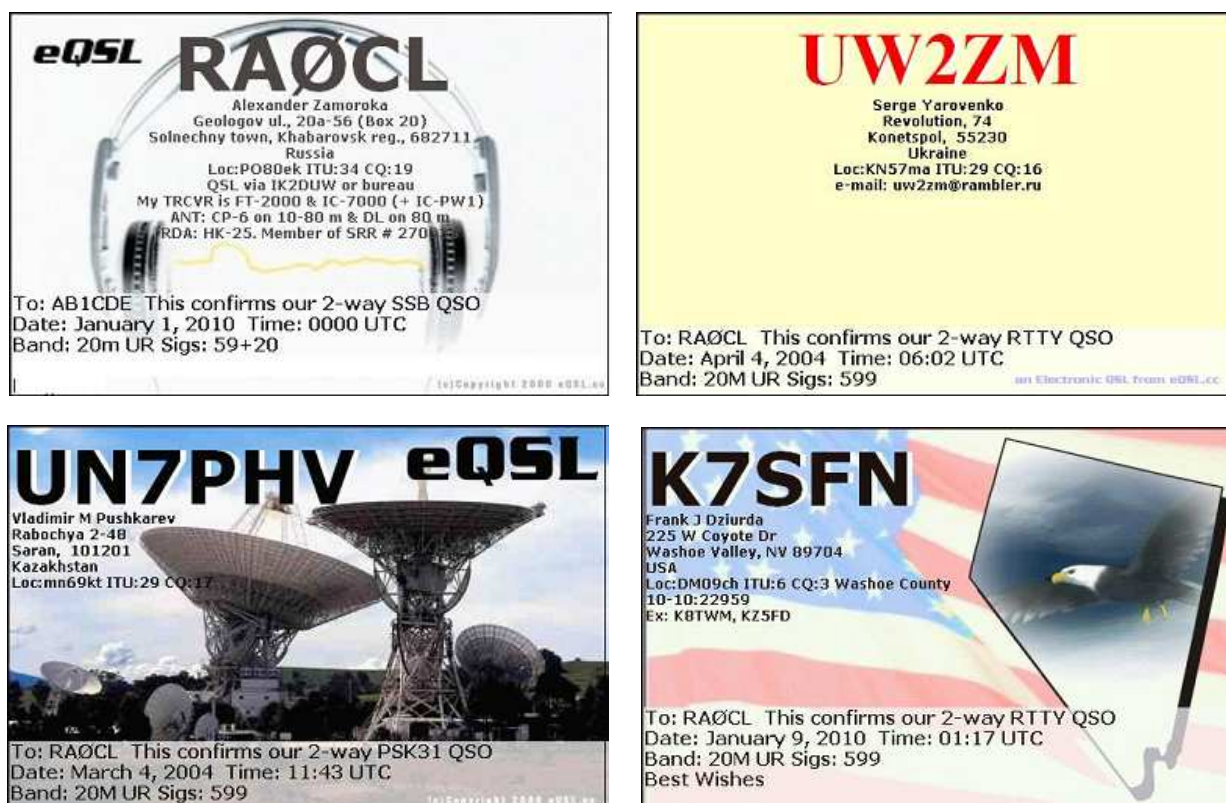 eQSL
RAØCL
Alexander Zamoroka
Geologov ul., 20a-56 (Box 20)
Solnechny town, Khabarovsk reg., 682711
Russia
Loc:PO80ek ITU:34 CQ:19
QSL via IK2DUW or bureau
My TRCVR is FT-2000 & IC-7000 (+ IC-PW1)
ANT: CP-6 on 10-80 m & DL on 80 m
RDA: HK-25. Member of SRR # 270
To: AB1CDE This confirms our 2-way SSB QSO
Date: January 1, 2010 Time: 0000 UTC
Band: 20m UR Sigs: 59+20
(c)Copyright 2000 eQSL.cc
UW2ZM
Serge Yarovenko
Revolution, 74
Konetspol, 55230
Ukraine
Loc:KN57ma ITU:29 CQ:16
e-mail: uw2zm@rambler.ru
To: RAØCL This confirms our 2-way RTTY QSO
Date: April 4, 2004 Time: 06:02 UTC
Band: 20M UR Sigs: 599
an Electronic QSL from eQSL.cc
UN7PHV
eQSL
Vladimir M Pushkarev
Rabochya 2-48
Saran, 101201
Kazakhstan
Loc:mn69kt ITU:29 CQ:17
To: RAØCL This confirms our 2-way PSK31 QSO
Date: March 4, 2004 Time: 11:43 UTC
Band: 20M UR Sigs: 599
(c)Copyright 2000 eQSL.cc
K7SFN
Frank J Dziurda
225 W Coyote Dr
Washoe Valley, NV 89704
USA
Loc:DM09ch ITU:6 CQ:3 Washoe County
10-10:22959
Ex: K8TWM, KZ5FD
To: RAØCL This confirms our 2-way RTTY QSO
Date: January 9, 2010 Time: 01:17 UTC
Band: 20M UR Sigs: 599
Best Wishes